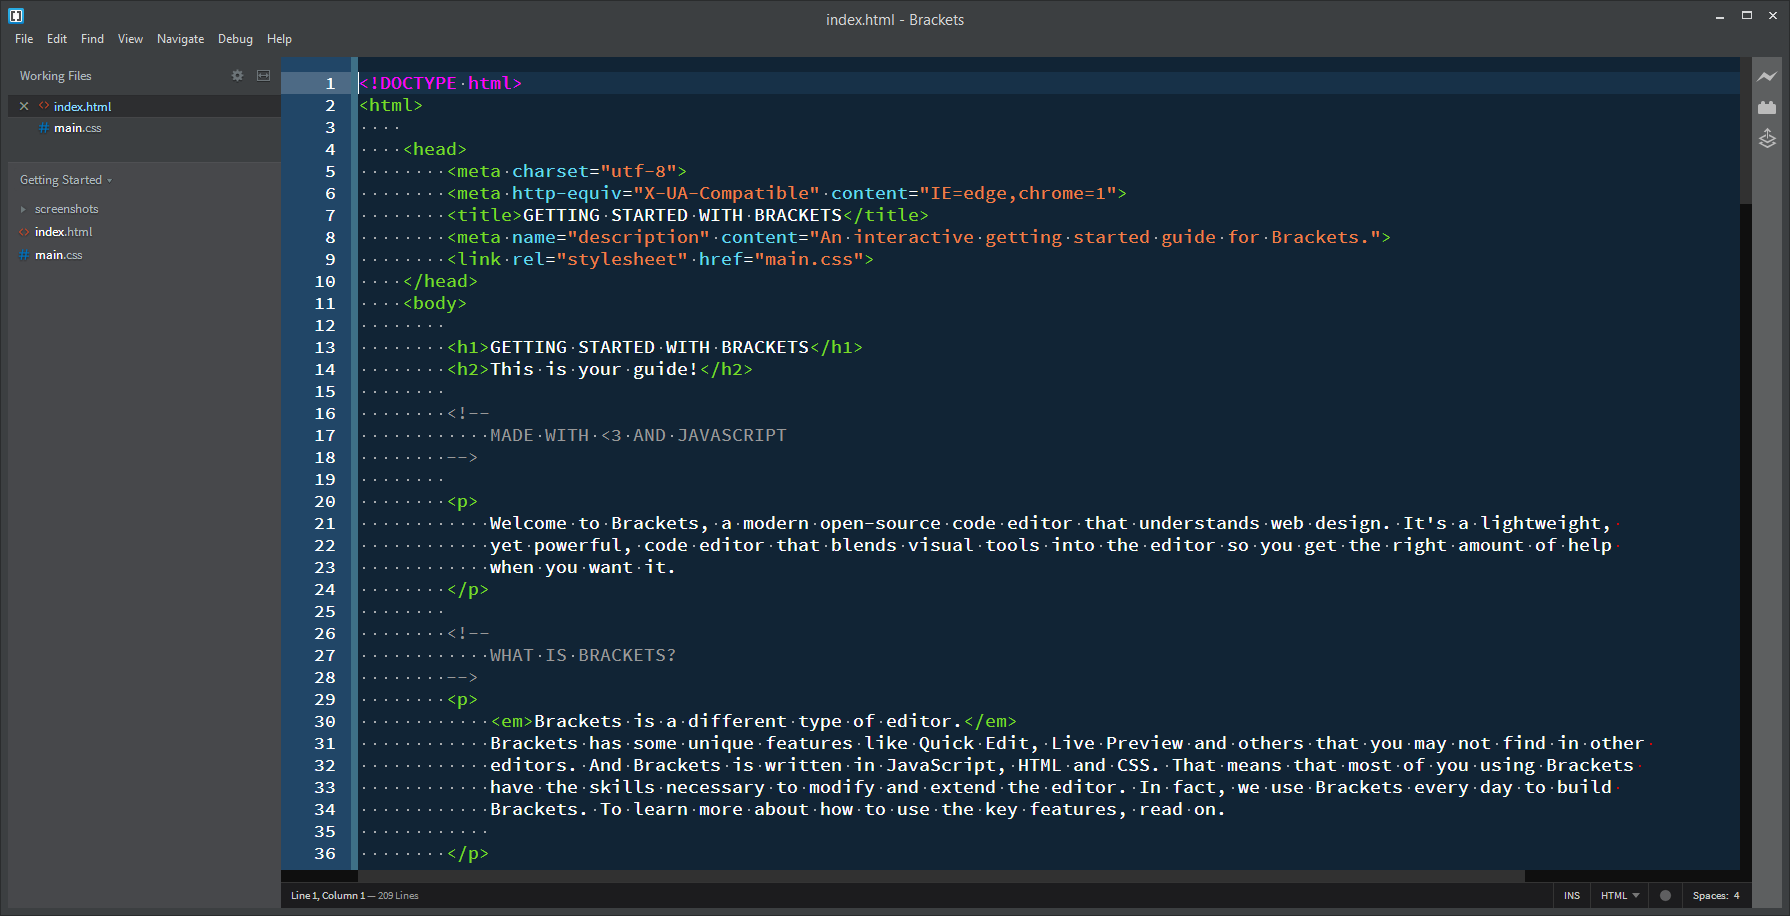 index.html - Brackets
File Edit Find View Navigate Debug Help
Working Files
index.html
main.css
Getting Started
screenshots
index.html
main.css
1 <!DOCTYPE html>
2 <html>
3
4 <head>
5 <meta charset="utf-8">
6 <meta http-equiv="X-UA-Compatible" content="IE=edge,chrome=1">
7 <title>GETTING STARTED WITH BRACKETS</title>
8 <meta name="description" content="An interactive getting started guide for Brackets.">
9 <link rel="stylesheet" href="main.css">
10 </head>
11 <body>
12
13 <h1>GETTING STARTED WITH BRACKETS</h1>
14 <h2>This is your guide!</h2>
15
16 <!--
17 MADE WITH <3 AND JAVASCRIPT
18 -->
19
20 <p>
21 Welcome to Brackets, a modern open-source code editor that understands web design. It's a lightweight,
22 yet powerful, code editor that blends visual tools into the editor so you get the right amount of help
23 when you want it.
24 </p>
25
26 <!--
27 WHAT IS BRACKETS?
28 -->
29 <p>
30 <em>Brackets is a different type of editor.</em>
31 Brackets has some unique features like Quick Edit, Live Preview and others that you may not find in other
32 editors. And Brackets is written in JavaScript, HTML and CSS. That means that most of you using Brackets
33 have the skills necessary to modify and extend the editor. In fact, we use Brackets every day to build
34 Brackets. To learn more about how to use the key features, read on.
35
36 </p>
Line 1, Column 1 — 209 Lines
INS HTML Spaces: 4